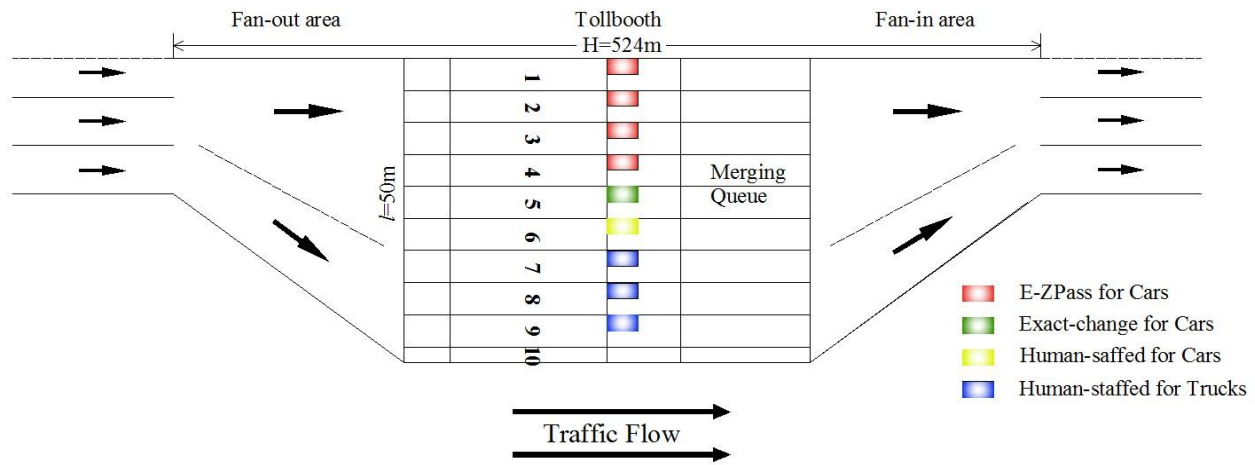 Fan-out area
Tollbooth
Fan-in area
H=524m
1
2
3
4
5
6
7
8
9
10
l=50m
Merging
Queue
E-ZPass for Cars
Exact-change for Cars
Human-saffed for Cars
Human-staffed for Trucks
Traffic Flow